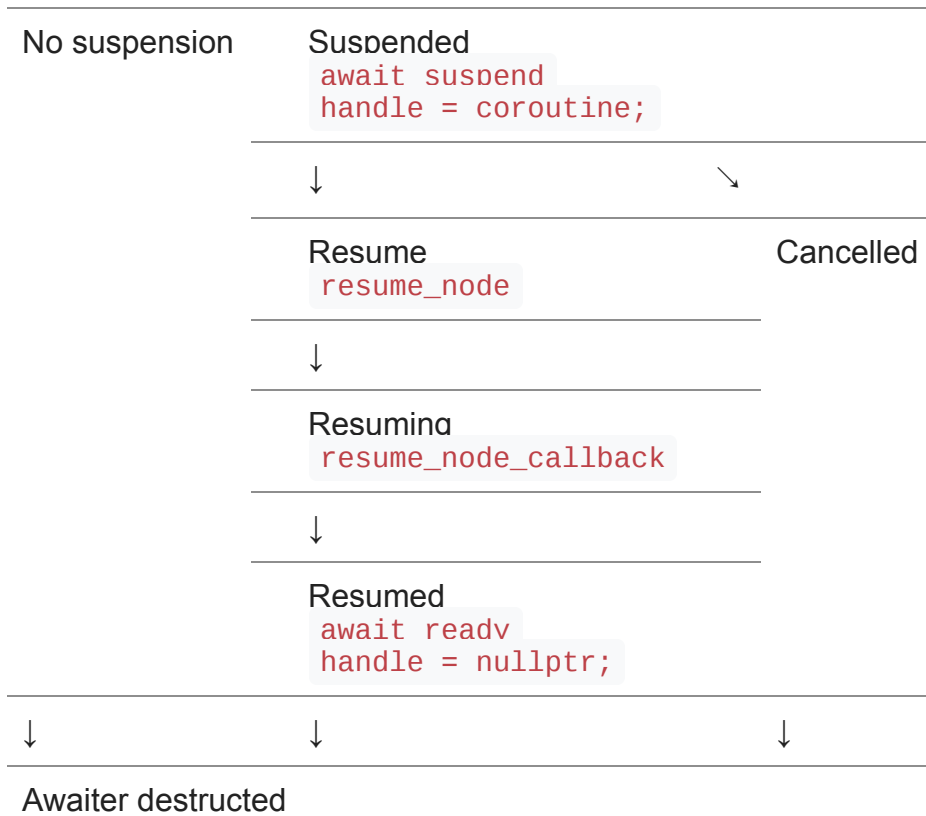 No suspension
Suspended
await suspend
handle = coroutine;
↓ ↘
Resume
resume_node
Cancelled
↓
Resuming
resume_node_callback
↓
Resumed
await ready
handle = nullptr;
↓ ↓ ↓
Awaiter destructed